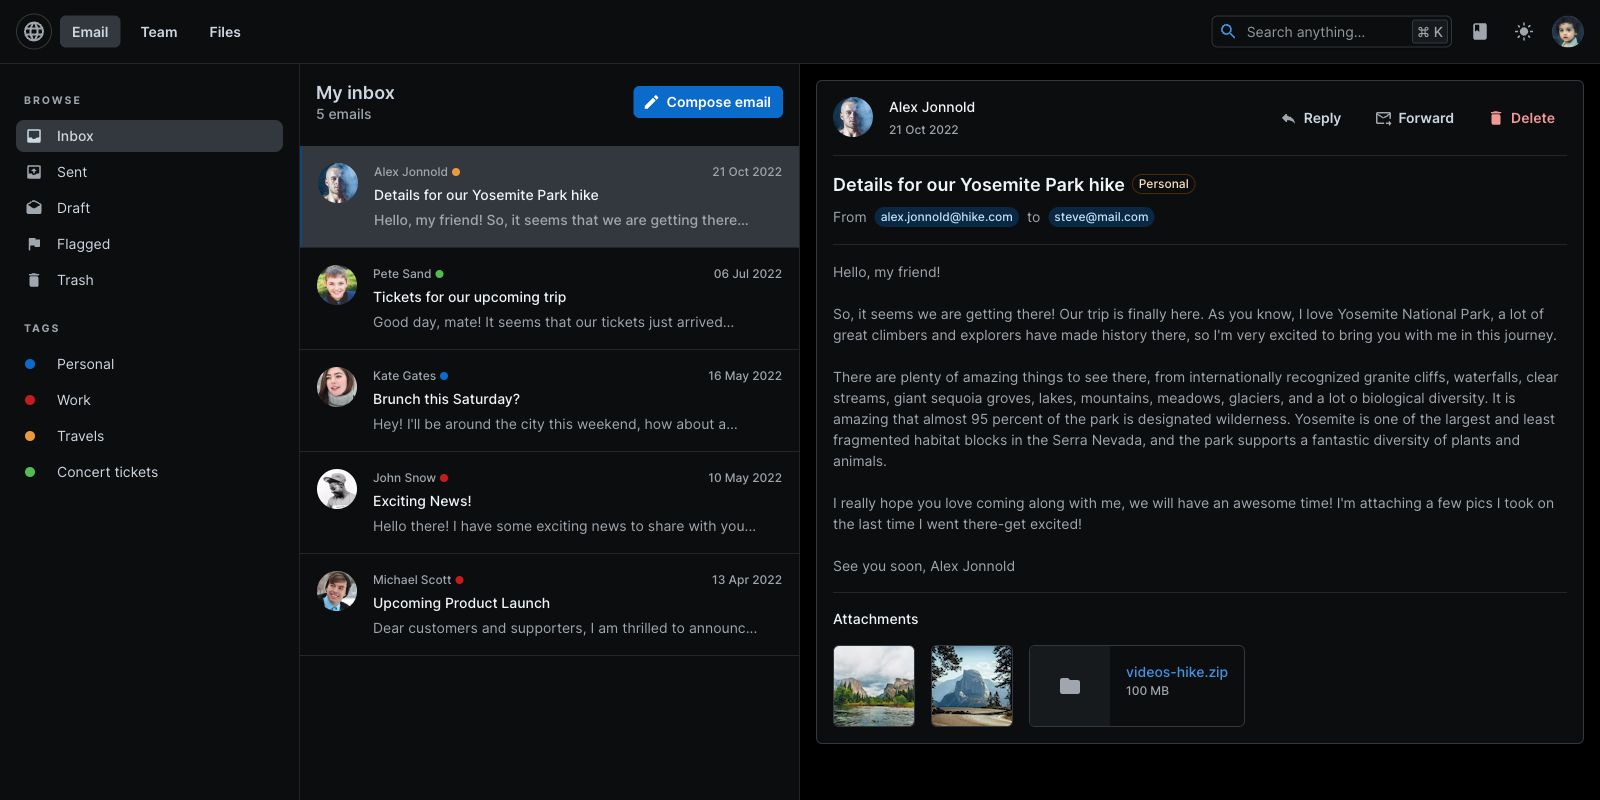 Email
Team
Files
Search anything...
⌘ K
BROWSE
Inbox
Sent
Draft
Flagged
Trash
TAGS
Personal
Work
Travels
Concert tickets
My inbox
5 emails
Compose email
Alex Jonnold
21 Oct 2022
Details for our Yosemite Park hike
Hello, my friend! So, it seems that we are getting there...
Pete Sand
06 Jul 2022
Tickets for our upcoming trip
Good day, mate! It seems that our tickets just arrived...
Kate Gates
16 May 2022
Brunch this Saturday?
Hey! I'll be around the city this weekend, how about a...
John Snow
10 May 2022
Exciting News!
Hello there! I have some exciting news to share with you...
Michael Scott
13 Apr 2022
Upcoming Product Launch
Dear customers and supporters, I am thrilled to announc...
Alex Jonnold
21 Oct 2022
Reply
Forward
Delete
Details for our Yosemite Park hike
Personal
From alex.jonnold@hike.com to steve@mail.com
Hello, my friend!
So, it seems we are getting there! Our trip is finally here. As you know, I love Yosemite National Park, a lot of
great climbers and explorers have made history there, so I'm very excited to bring you with me in this journey.
There are plenty of amazing things to see there, from internationally recognized granite cliffs, waterfalls, clear
streams, giant sequoia groves, lakes, mountains, meadows, glaciers, and a lot o biological diversity. It is
amazing that almost 95 percent of the park is designated wilderness. Yosemite is one of the largest and least
fragmented habitat blocks in the Serra Nevada, and the park supports a fantastic diversity of plants and
animals.
I really hope you love coming along with me, we will have an awesome time! I'm attaching a few pics I took on
the last time I went there-get excited!
See you soon, Alex Jonnold
Attachments
videos-hike.zip
100 MB